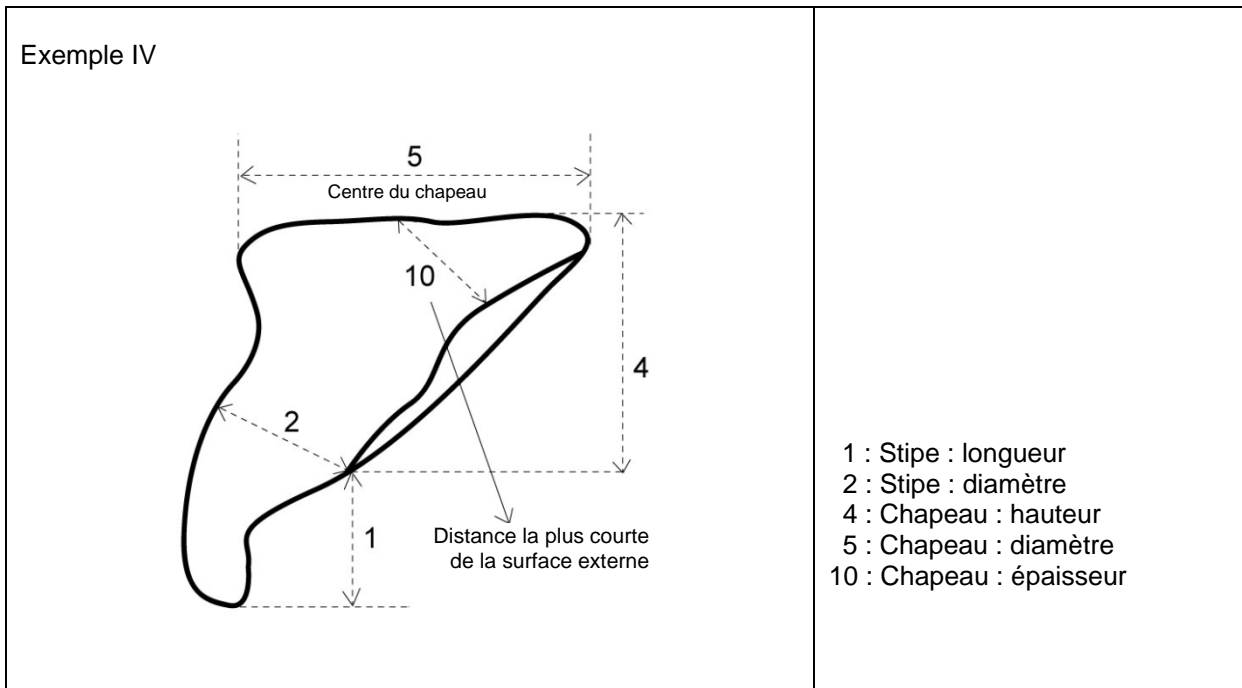 Exemple IV
5
Centre du chapeau
10
4
2
1
Distance la plus courte
de la surface externe
1 : Stipe : longueur
2 : Stipe : diamètre
4 : Chapeau : hauteur
5 : Chapeau : diamètre
10 : Chapeau : épaisseur